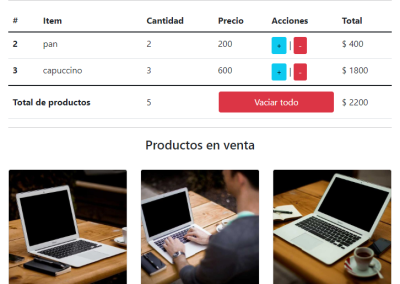 # Item Cantidad Precio Acciones Total
2 pan 2 200 + | - $ 400
3 capuccino 3 600 + | - $ 1800
Total de productos 5 Vaciar todo $ 2200
Productos en venta